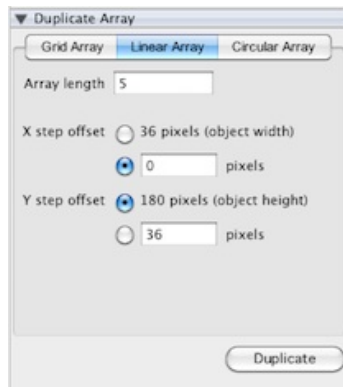 Duplicate Array
Grid Array Linear Array Circular Array
Array length 5
X step offset 36 pixels (object width)
0 pixels
Y step offset 180 pixels (object height)
36 pixels
Duplicate